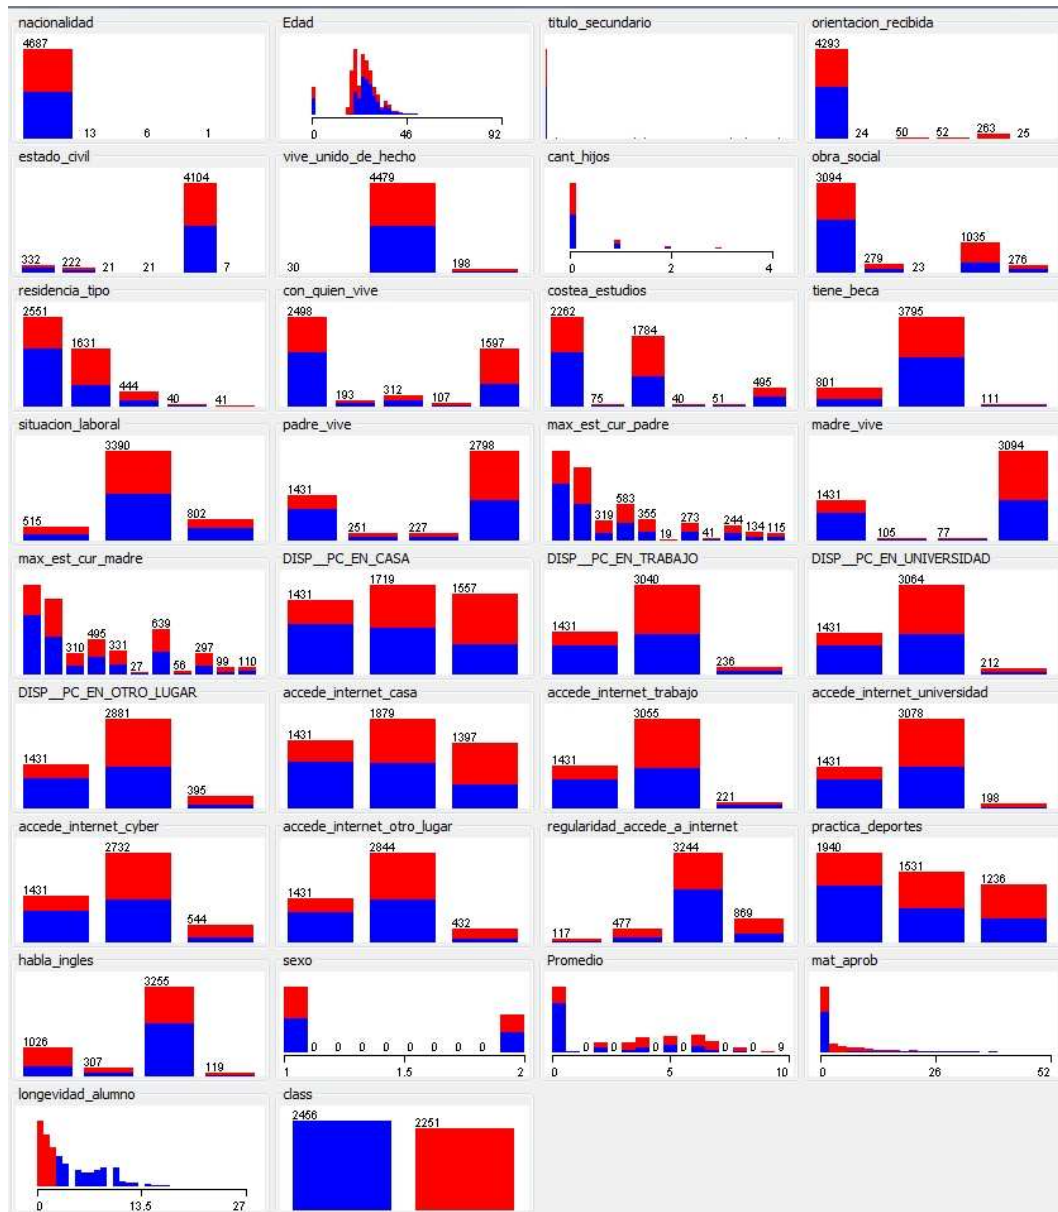 nacionalidad
4687
13 6 1
Edad
0 46 92
titulo_secundario
orientacion_recibida
4293
24 50 52 263 25
estado_civil
332 222 21 21 4104 7
vive_unido_de_hecho
30 4479 198
cant_hijos
0 2 4
obra_social
3094 279 23 1035 276
residencia_tipo
2551 1631 444 40 41
con_quien_vive
2498 193 312 107 1597
costea_estudios
2262 75 1784 40 51 495
tiene_beca
801 3795 111
situacion_laboral
515 3390 802
padre_vive
1431 251 227 2798
max_est_cur_padre
319 583 355 19 273 41 244 134 115
madre_vive
1431 105 77 3094
max_est_cur_madre
310 495 331 27 639 56 297 99 110
DISP__PC_EN_CASA
1431 1719 1557
DISP__PC_EN_TRABAJO
1431 3040 236
DISP__PC_EN_UNIVERSIDAD
1431 3064 212
DISP__PC_EN_OTRO_LUGAR
1431 2881 395
accede_internet_casa
1431 1879 1397
accede_internet_trabajo
1431 3055 221
accede_internet_universidad
1431 3078 198
accede_internet_cyber
1431 2732 544
accede_internet_otro_lugar
1431 2844 432
regularidad_accede_a_internet
117 477 3244 869
practica_deportes
1940 1531 1236
habla_ingles
1026 307 3255 119
sexo
0 0 0 0 0 0 0 0
1 1.5 2
Promedio
0 0 0 0 0 0 0 9
0 5 10
mat_aprob
0 26 52
longevidad_alumno
0 13.5 27
class
2456 2251